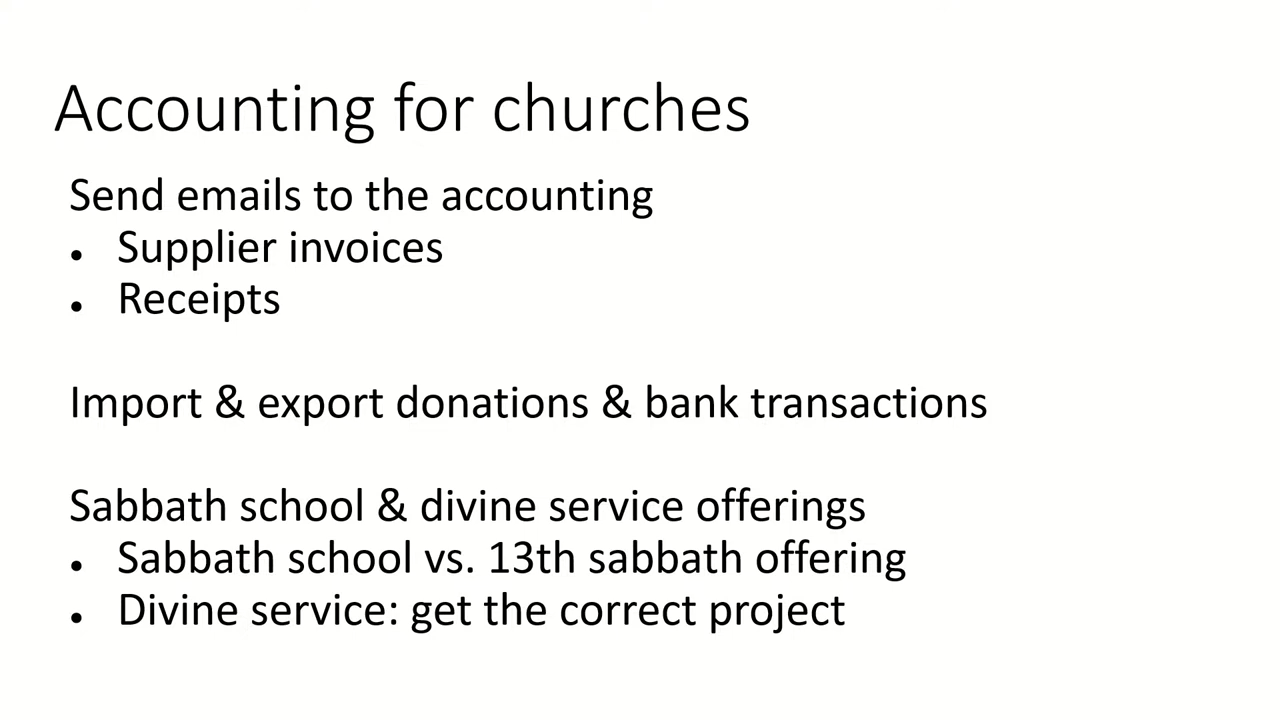 Accounting for churches
Send emails to the accounting
• Supplier invoices
• Receipts
Import & export donations & bank transactions
Sabbath school & divine service offerings
• Sabbath school vs. 13th sabbath offering
• Divine service: get the correct project